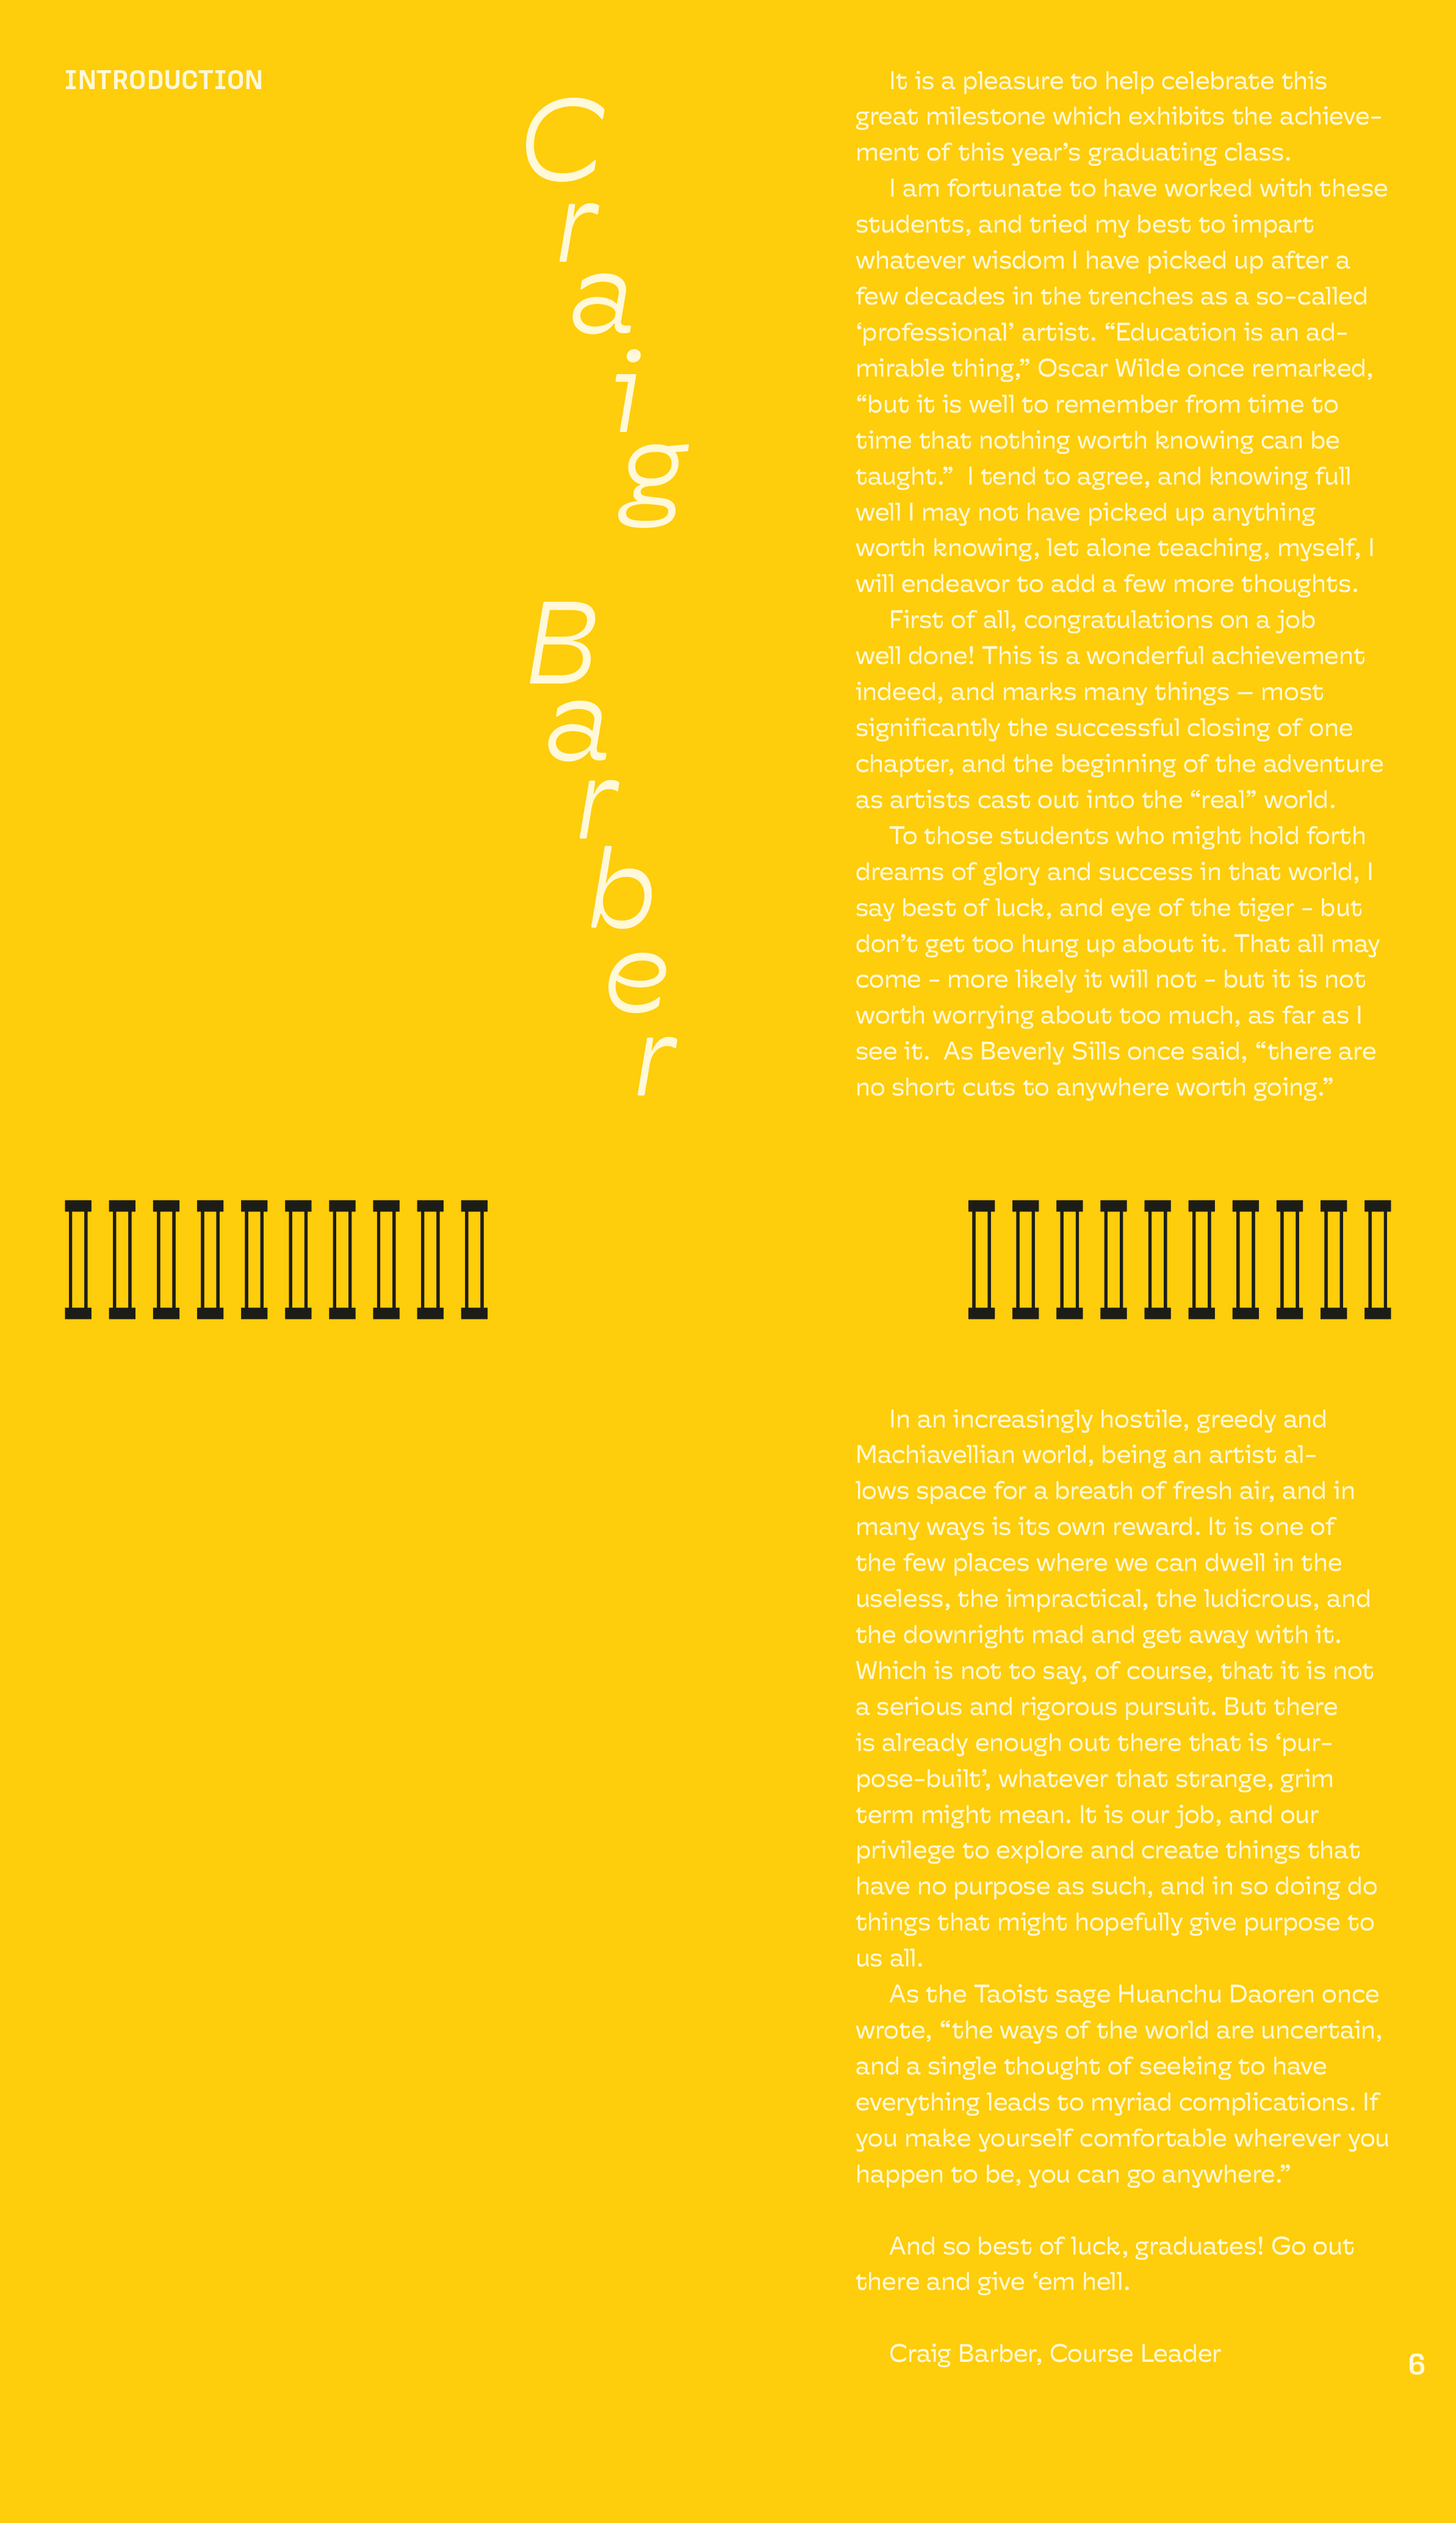 INTRODUCTION
Craig
Barber
It is a pleasure to help celebrate this
great milestone which exhibits the achieve-
ment of this year’s graduating class.
I am fortunate to have worked with these
students, and tried my best to impart
whatever wisdom I have picked up after a
few decades in the trenches as a so-called
‘professional’ artist. “Education is an ad-
mirable thing,” Oscar Wilde once remarked,
“but it is well to remember from time to
time that nothing worth knowing can be
taught.”  I tend to agree, and knowing full
well I may not have picked up anything
worth knowing, let alone teaching, myself, I
will endeavor to add a few more thoughts.
First of all, congratulations on a job
well done! This is a wonderful achievement
indeed, and marks many things – most
significantly the successful closing of one
chapter, and the beginning of the adventure
as artists cast out into the “real” world.
To those students who might hold forth
dreams of glory and success in that world, I
say best of luck, and eye of the tiger - but
don’t get too hung up about it. That all may
come - more likely it will not - but it is not
worth worrying about too much, as far as I
see it.  As Beverly Sills once said, “there are
no short cuts to anywhere worth going.”
In an increasingly hostile, greedy and
Machiavellian world, being an artist al-
lows space for a breath of fresh air, and in
many ways is its own reward. It is one of
the few places where we can dwell in the
useless, the impractical, the ludicrous, and
the downright mad and get away with it.
Which is not to say, of course, that it is not
a serious and rigorous pursuit. But there
is already enough out there that is ‘pur-
pose-built’, whatever that strange, grim
term might mean. It is our job, and our
privilege to explore and create things that
have no purpose as such, and in so doing do
things that might hopefully give purpose to
us all.
As the Taoist sage Huanchu Daoren once
wrote, “the ways of the world are uncertain,
and a single thought of seeking to have
everything leads to myriad complications. If
you make yourself comfortable wherever you
happen to be, you can go anywhere.”
And so best of luck, graduates! Go out
there and give ‘em hell.
Craig Barber, Course Leader
6